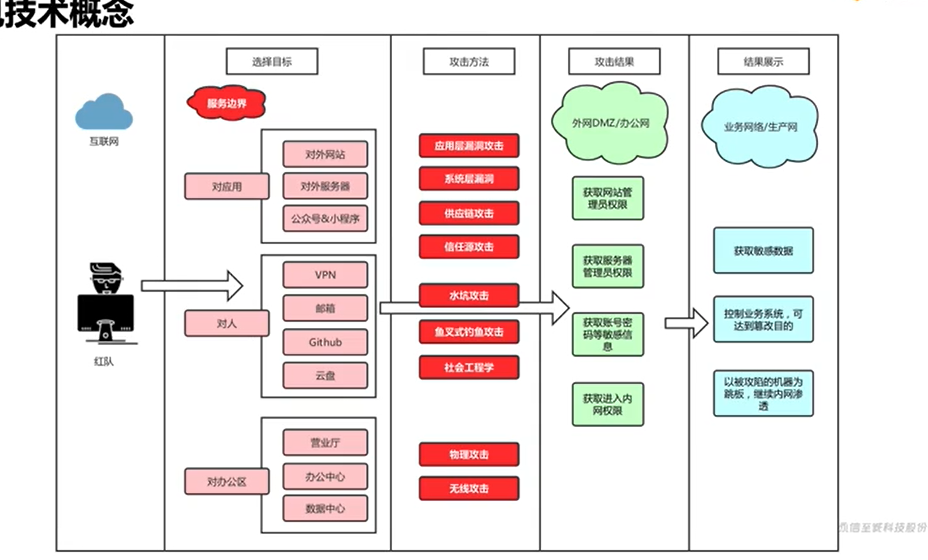 技术概念
选择目标
攻击方法
攻击结果
结果展示
互联网
红队
服务边界
对应用
对外网站
对外服务器
公众号&小程序
对人
VPN
邮箱
Github
云盘
对办公区
营业厅
办公中心
数据中心
应用层漏洞攻击
系统层漏洞
供应链攻击
信任源攻击
水坑攻击
鱼叉式钓鱼攻击
社会工程学
物理攻击
无线攻击
外网DMZ/办公网
获取网站管
理员权限
获取服务器
管理员权限
获取账号密
码等敏感信
息
获取进入内
网权限
业务网络/生产网
获取敏感数据
控制业务系统，可
达到篡改目的
以被攻陷的机器为
跳板，继续内网渗
透
永信至诚科技股份